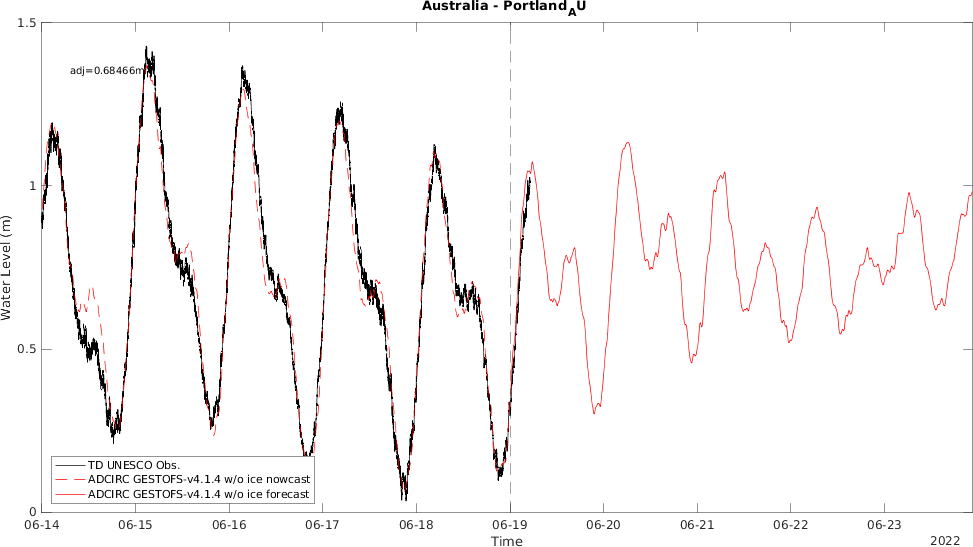 Australia - Portland_AU
1.5
adj=0.68466m
1
Water Level (m)
0.5
TD UNESCO Obs.
ADCIRC GESTOFS-v4.1.4 w/o ice nowcast
ADCIRC GESTOFS-v4.1.4 w/o ice forecast
0
06-14 06-15 06-16 06-17 06-18 06-19 06-20 06-21 06-22 06-23
Time
2022